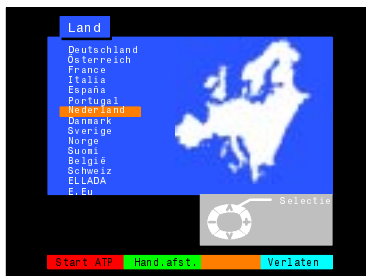 Land
Deutschland
Österreich
France
Italia
España
Portugal
Nederland
Danmark
Sverige
Norge
Suomi
België
Schweiz
ELLADA
E.Eu
Selectie
Start ATP Hand.afst. Verlaten